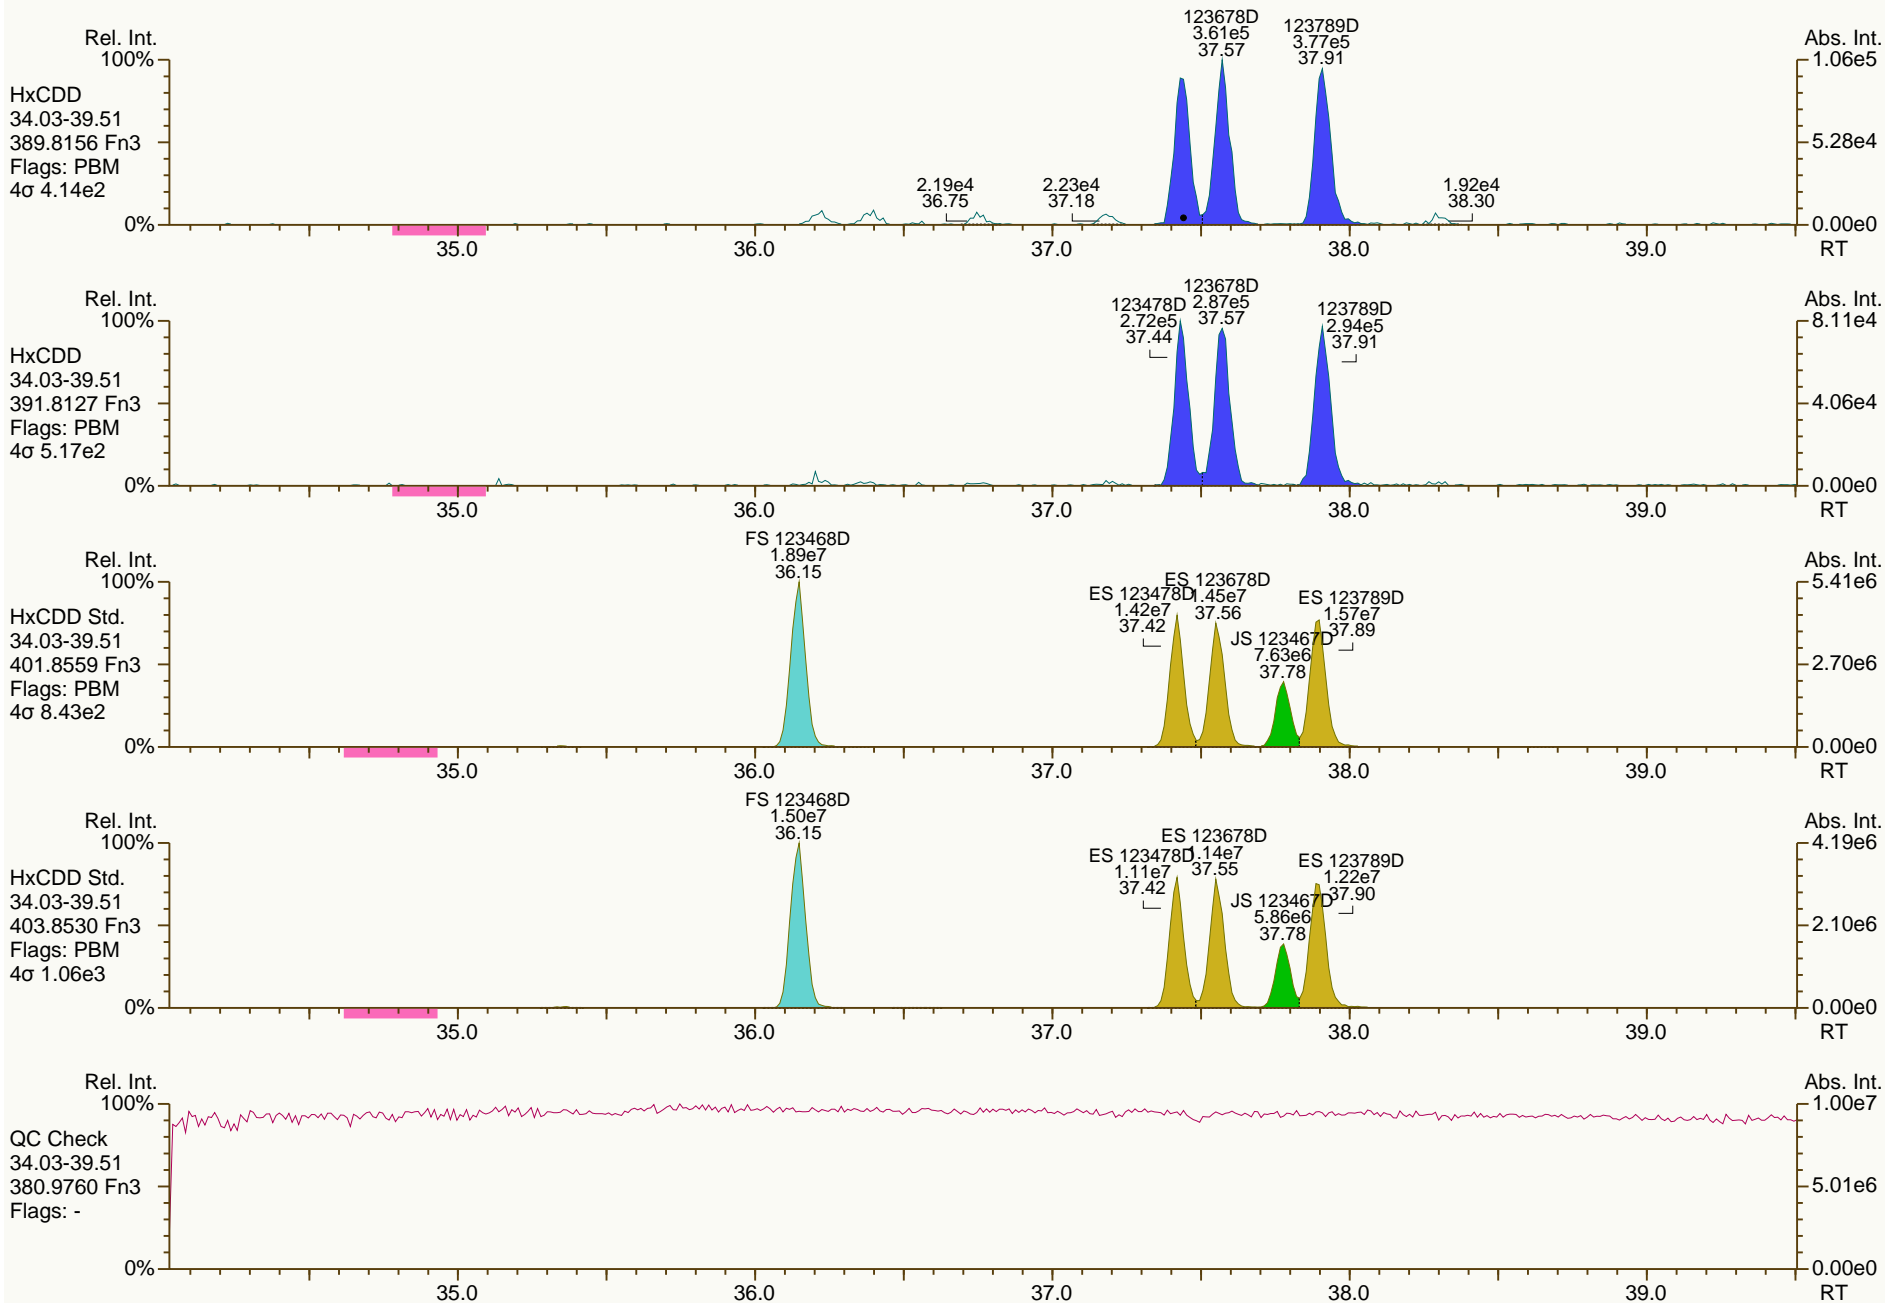 Rel. Int.
100%
0%
HxCDD
34.03-39.51
389.8156 Fn3
Flags: PBM
4σ 4.14e2
2.19e4
36.75
2.23e4
37.18
123678D
3.61e5
37.57
123789D
3.77e5
37.91
1.92e4
38.30
Abs. Int.
1.06e5
5.28e4
0.00e0
35.0 36.0 37.0 38.0 39.0 RT
Rel. Int.
100%
0%
HxCDD
34.03-39.51
391.8127 Fn3
Flags: PBM
4σ 5.17e2
123478D
2.72e5
37.44
123678D
2.87e5
37.57
123789D
2.94e5
37.91
Abs. Int.
8.11e4
4.06e4
0.00e0
35.0 36.0 37.0 38.0 39.0 RT
Rel. Int.
100%
0%
HxCDD Std.
34.03-39.51
401.8559 Fn3
Flags: PBM
4σ 8.43e2
FS 123468D
1.89e7
36.15
ES 123478D
1.42e7
37.42
ES 123678D
1.45e7
37.56
JS 123467D
7.63e6
37.78
ES 123789D
1.57e7
37.89
Abs. Int.
5.41e6
2.70e6
0.00e0
35.0 36.0 37.0 38.0 39.0 RT
Rel. Int.
100%
0%
HxCDD Std.
34.03-39.51
403.8530 Fn3
Flags: PBM
4σ 1.06e3
FS 123468D
1.50e7
36.15
ES 123478D
1.11e7
37.42
ES 123678D
1.14e7
37.55
JS 123467D
5.86e6
37.78
ES 123789D
1.22e7
37.90
Abs. Int.
4.19e6
2.10e6
0.00e0
35.0 36.0 37.0 38.0 39.0 RT
Rel. Int.
100%
0%
QC Check
34.03-39.51
380.9760 Fn3
Flags: -
Abs. Int.
1.00e7
5.01e6
0.00e0
35.0 36.0 37.0 38.0 39.0 RT